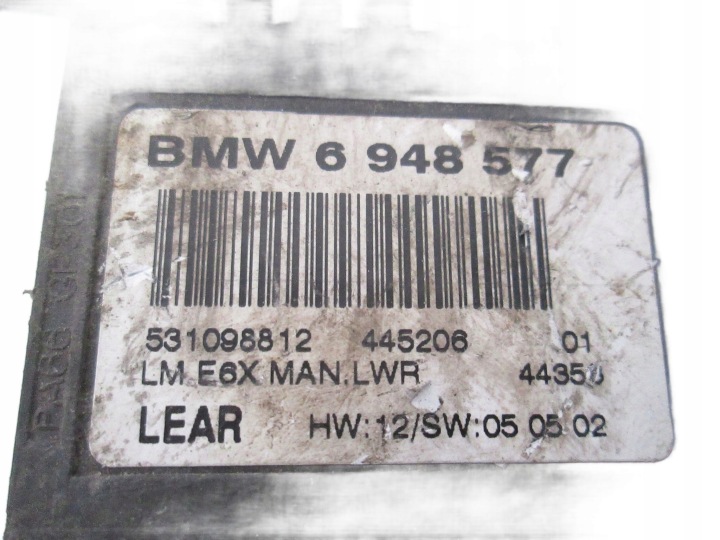 BMW 6 948 577
531098812 445206 01
LM E6X MAN.LWR
LEAR HW:12/SW:05 05 02